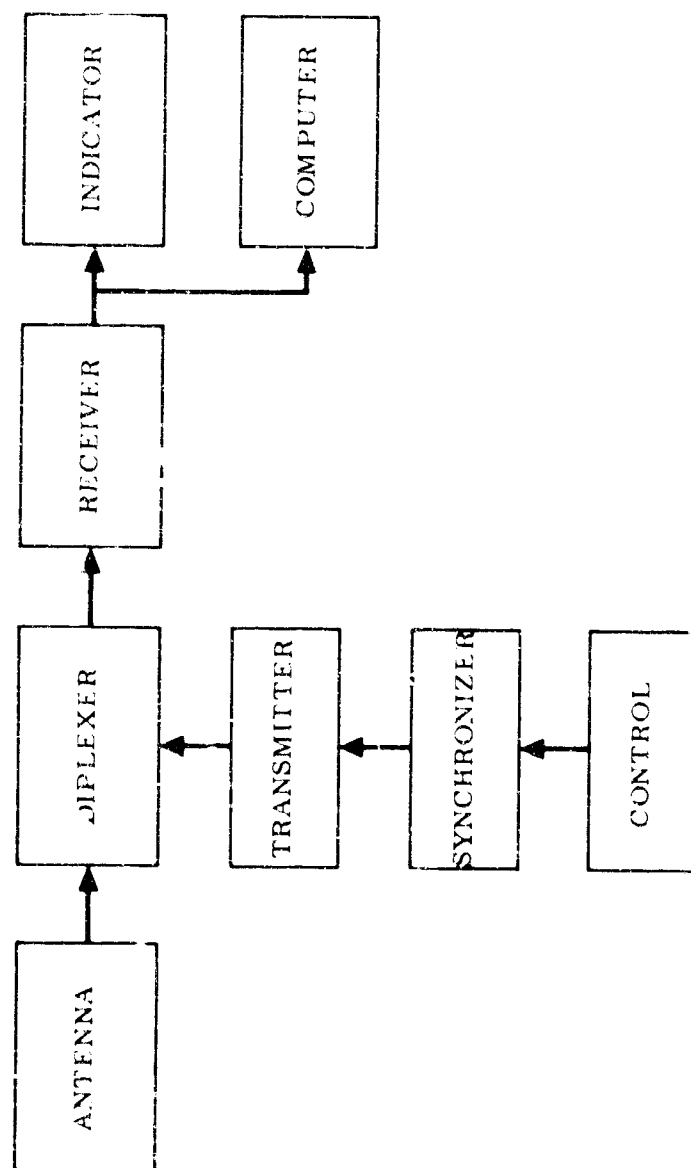 ANTENNA
DIPLEXER
RECEIVER
INDICATOR
COMPUTER
TRANSMITTER
SYNCHRONIZER
CONTROL